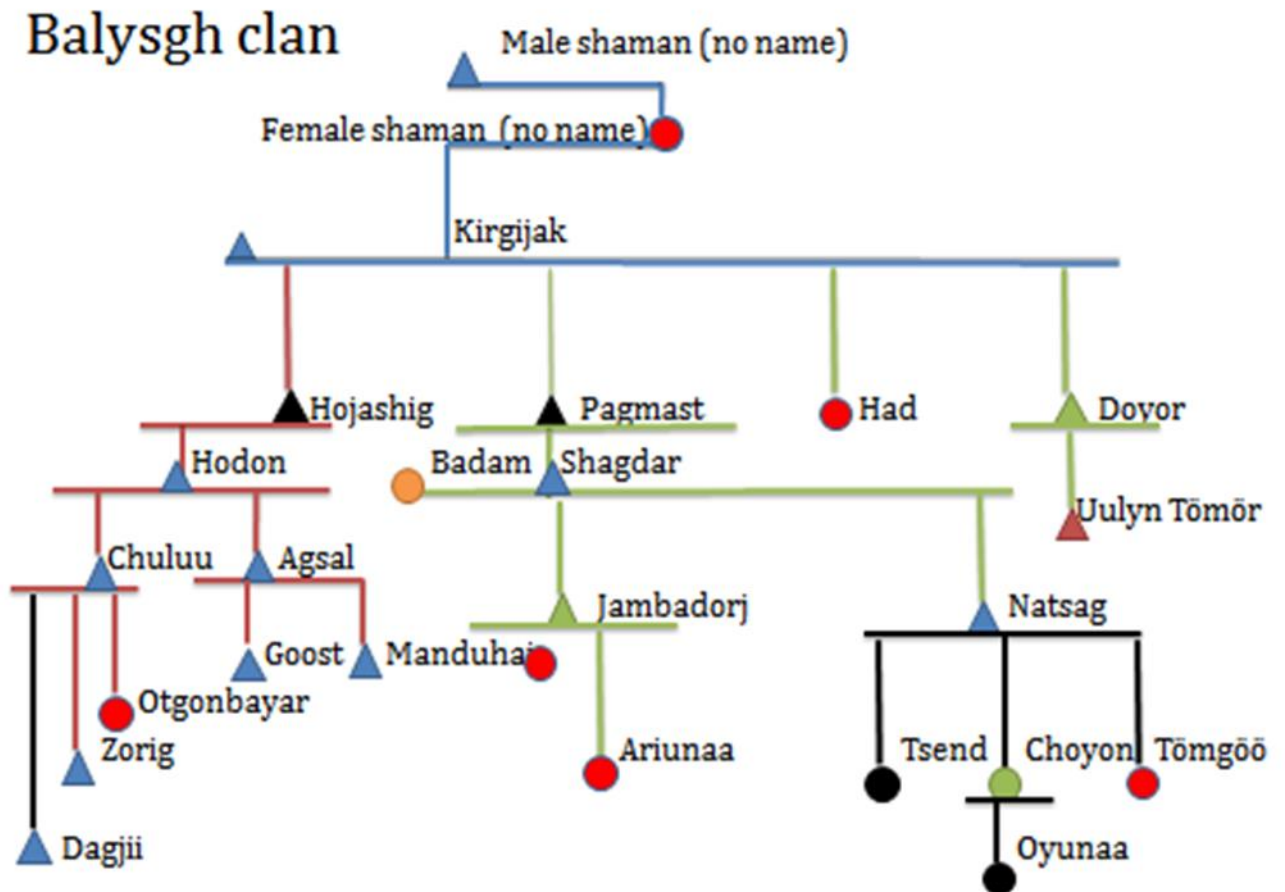 Balysgh clan
Male shaman (no name)
Female shaman (no name)
Kirgijak
Hojashig
Pagmast
Had
Doyor
Hodon
Badam
Shagdar
Uulyn Tömör
Chuluu
Agsal
Jambadorj
Natsag
Goost
Manduhai
Otgonbayar
Zorig
Ariunaa
Tsend
Choyon
Tömgöö
Dagjii
Oyunaa